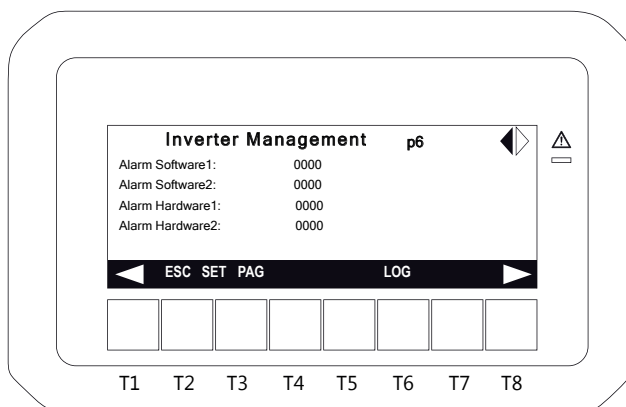 Inverter Management p6
Alarm Software1: 0000
Alarm Software2: 0000
Alarm Hardware1: 0000
Alarm Hardware2: 0000
ESC SET PAG LOG
T1 T2 T3 T4 T5 T6 T7 T8